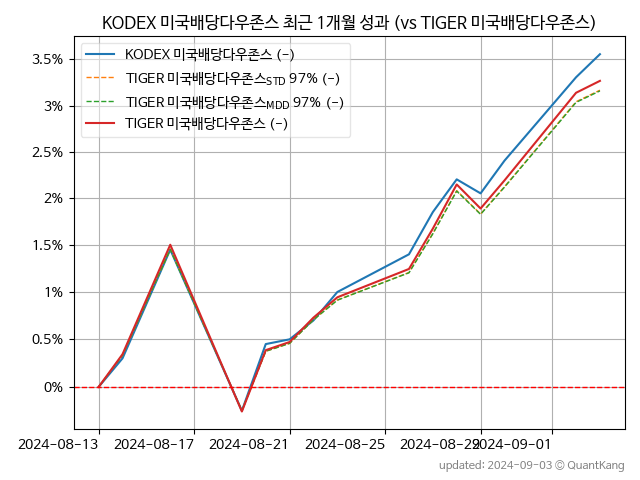 KODEX 미국배당다우존스 최근 1개월 성과 (vs TIGER 미국배당다우존스)
KODEX 미국배당다우존스 (-)
TIGER 미국배당다우존스STD 97% (-)
TIGER 미국배당다우존스MDD 97% (-)
TIGER 미국배당다우존스 (-)
3.5%
3%
2.5%
2%
1.5%
1%
0.5%
0%
2024-08-13 2024-08-17 2024-08-21 2024-08-25 2024-08-29 2024-09-01
updated: 2024-09-03 © QuantKang